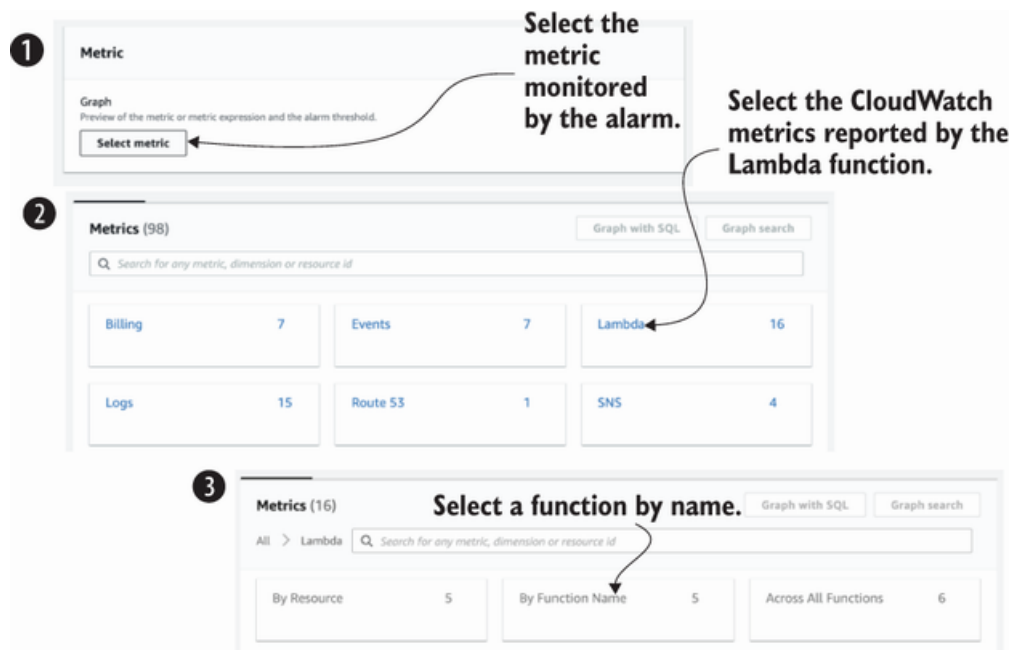 Select the
metric
monitored
by the alarm.
1
Metric
Graph
Preview of the metric or metric expression and the alarm threshold.
Select metric
Select the CloudWatch
metrics reported by the
Lambda function.
2
Metrics (98)
Graph with SQL
Graph search
Search for any metric, dimension or resource id
Billing 7
Events 7
Lambda 16
Logs 15
Route 53 1
SNS 4
3
Metrics (16)
Select a function by name.
Graph with SQL
Graph search
All > Lambda
Search for any metric, dimension or resource id
By Resource 5
By Function Name 5
Across All Functions 6